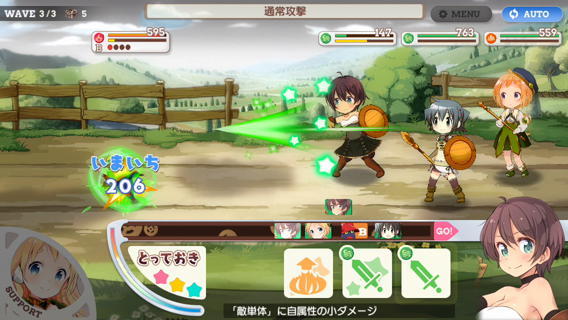 WAVE 3/3 5
通常攻撃
MENU
AUTO
595
147
763
559
いまいち
206
GO!
とっておき
SUPPORT
「敵単体」に自属性の小ダメージ